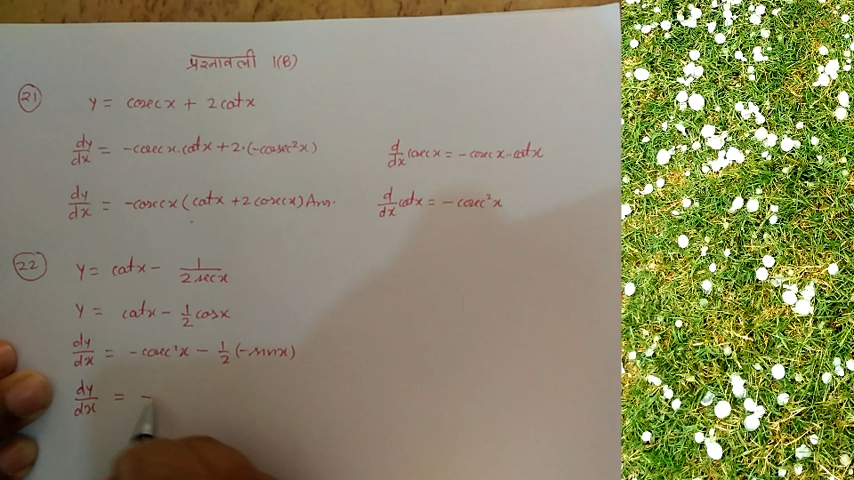 प्रश्नावली 1(B)
21 y = cosec x + 2 cot x
dy/dx = -cosec x. cot x + 2·(-cosec²x) d/dx cosec x = -cosec x - cot x
dy/dx = -cosec x (cot x + 2 cosec x) Ans. d/dx cot x = -cosec²x
22 y = cot x - 1/2 sec x
y = cot x - 1/2 cos x
dy/dx = -cosec²x - 1/2 (-sin x)
dy/dx = -